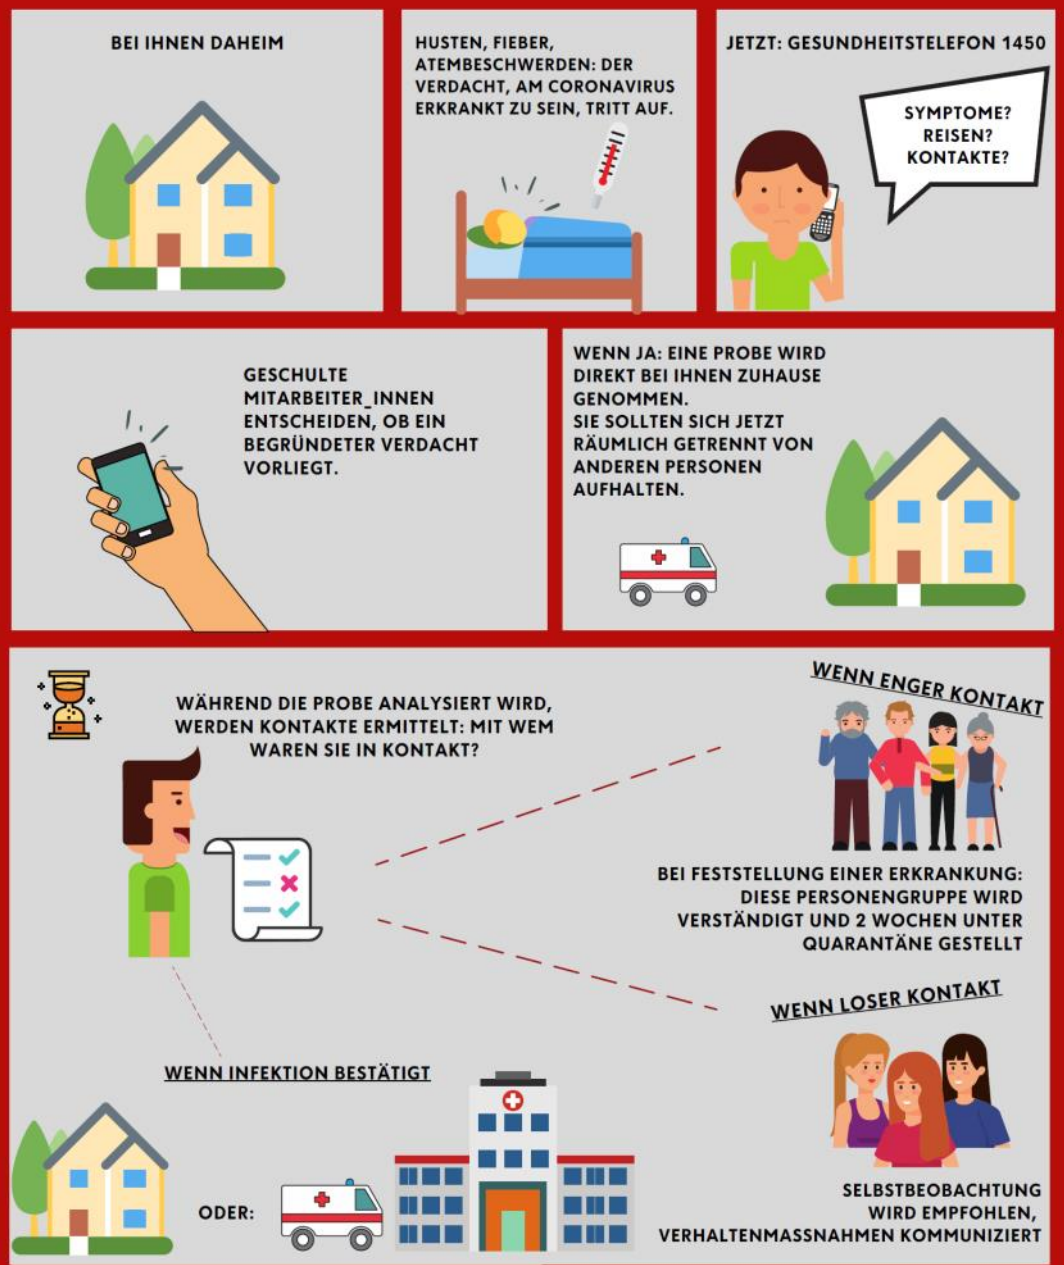 BEI IHNEN DAHEIM
HUSTEN, FIEBER,
ATEMBESCHWERDEN: DER
VERDACHT, AM CORONAVIRUS
ERKRANKT ZU SEIN, TRITT AUF.
JETZT: GESUNDHEITSTELEFON 1450
SYMPTOME?
REISEN?
KONTAKTE?
GESCHULTE
MITARBEITER_INNEN
ENTSCHEIDEN, OB EIN
BEGRÜNDETER VERDACHT
VORLIEGT.
WENN JA: EINE PROBE WIRD
DIREKT BEI IHNEN ZUHAUSE
GENOMMEN.
SIE SOLLTEN SICH JETZT
RÄUMLICH GETRENNT VON
ANDEREN PERSONEN
AUFHALTEN.
WÄHREND DIE PROBE ANALYSIERT WIRD,
WERDEN KONTAKTE ERMITTELT: MIT WEM
WAREN SIE IN KONTAKT?
WENN ENGER KONTAKT
BEI FESTSTELLUNG EINER ERKRANKUNG:
DIESE PERSONENGRUPPE WIRD
VERSTÄNDIGT UND 2 WOCHEN UNTER
QUARANTÄNE GESTELLT
WENN LOSER KONTAKT
SELBSTBEOBACHTUNG
WIRD EMPFOHLEN,
VERHALTENMASSNAHMEN KOMMUNIZIERT
WENN INFEKTION BESTÄTIGT
ODER: